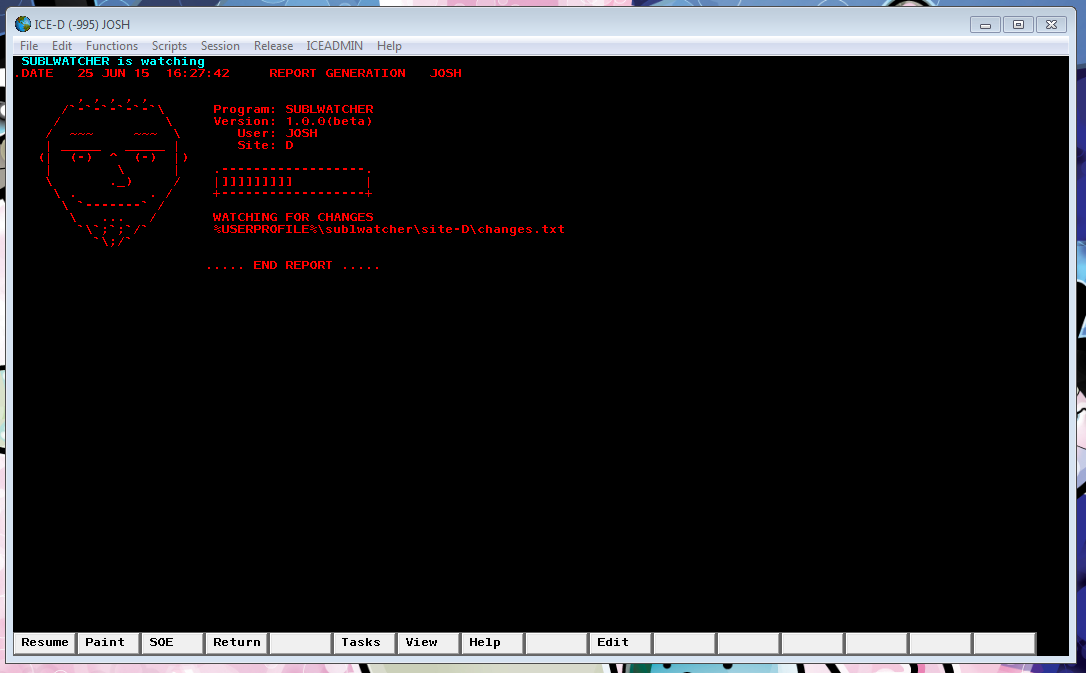 ICE-D (-995) JOSH
File Edit Functions Scripts Session Release ICEADMIN Help
SUBLWATCHER is watching
.DATE 25 JUN 15 16:27:42 REPORT GENERATION JOSH
Program: SUBLWATCHER
Version: 1.0.0(beta)
User: JOSH
Site: D
WATCHING FOR CHANGES
%USERPROFILE%\sublwatcher\site-D\changes.txt
..... END REPORT .....
Resume Paint SOE Return Tasks View Help Edit